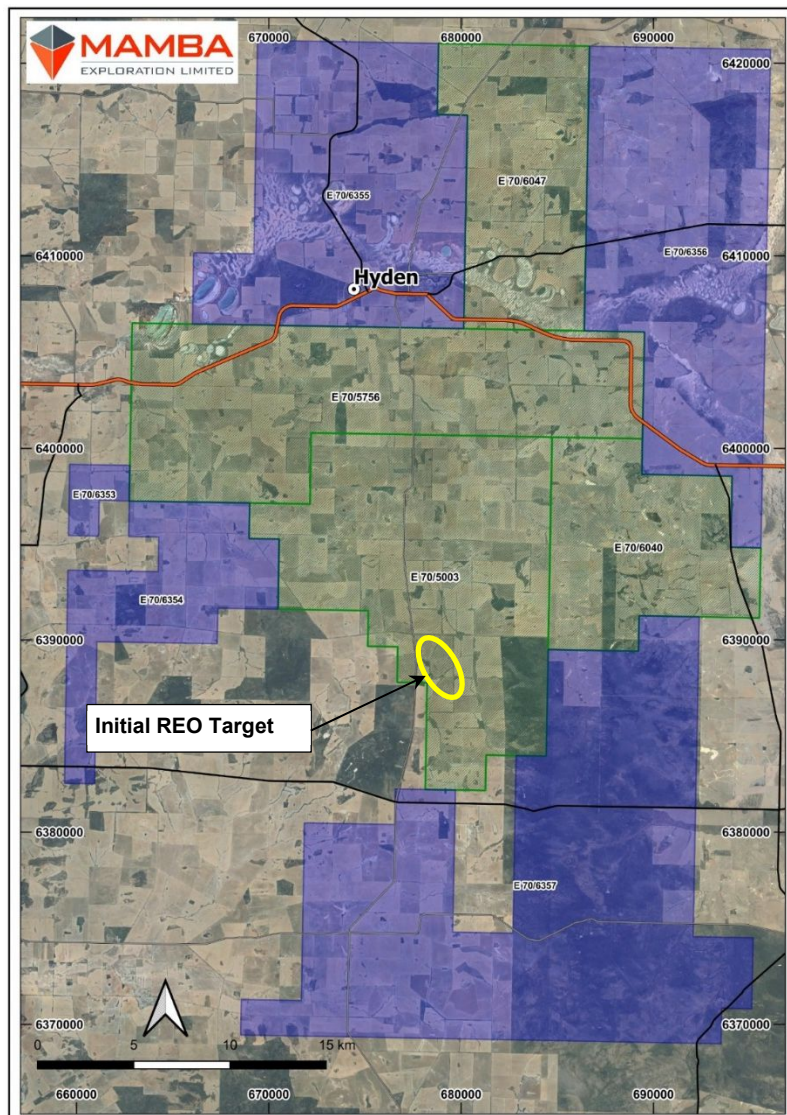 MAMBA
EXPLORATION LIMITED
670000
680000
690000
6420000
6420000
E 70/6047
E 70/6355
6410000
E 70/6356
6410000
Hyden
E 70/5756
6400000
6400000
E 70/6353
E 70/6040
E 70/5003
E 70/6354
6390000
6390000
Initial REO Target
6380000
6380000
E 70/6357
6370000
6370000
0
5
10
15 km
660000
670000
680000
690000